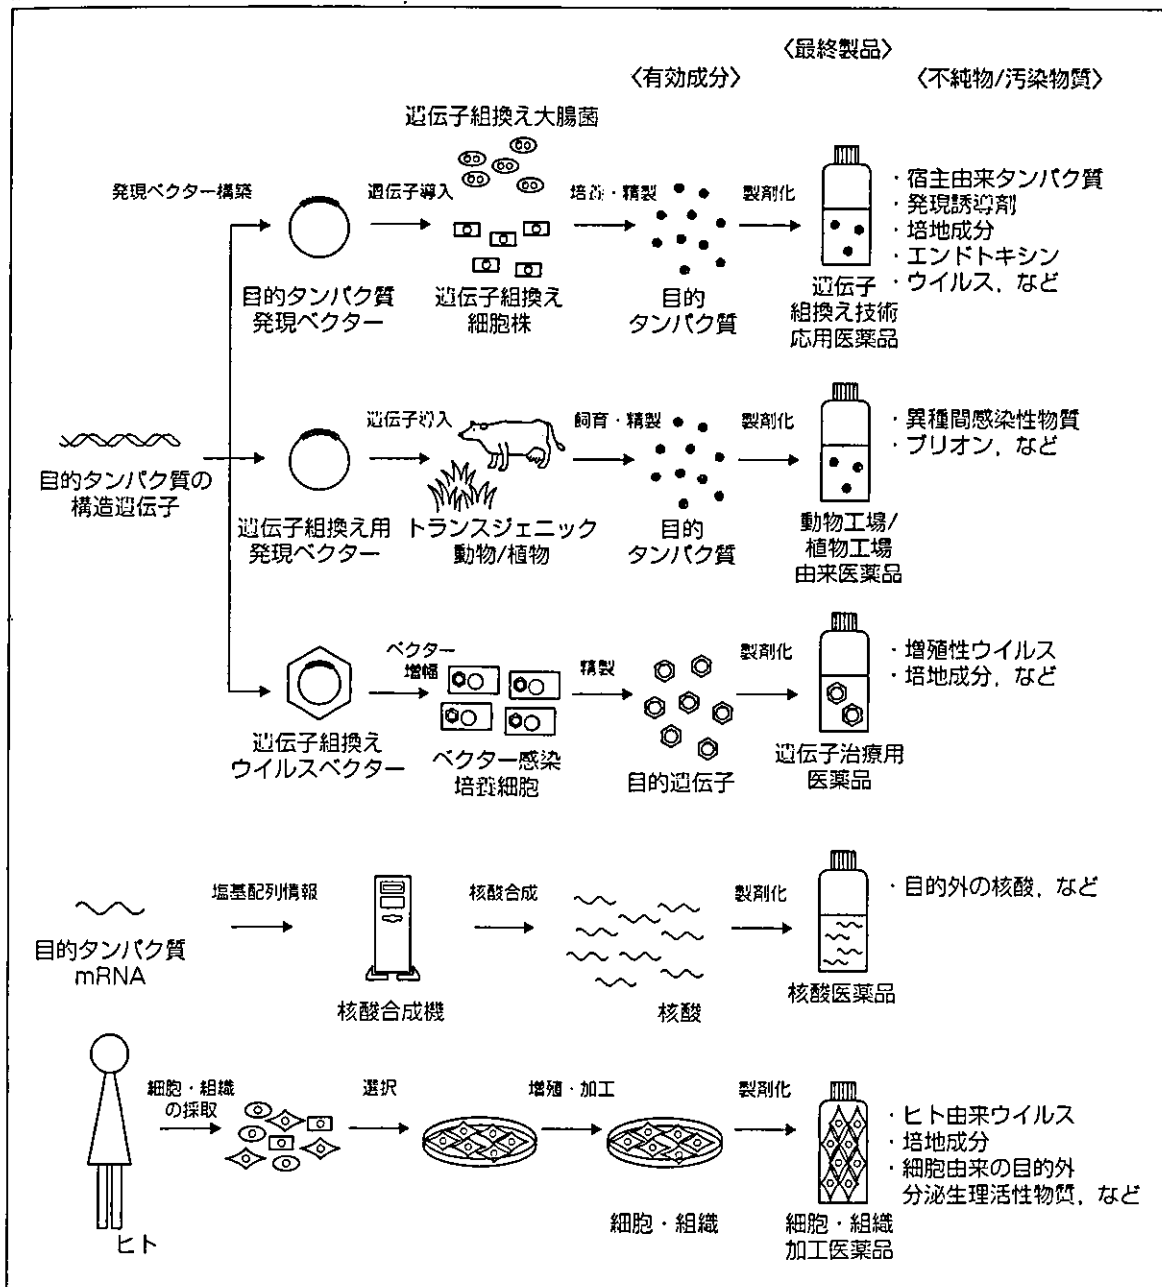 〈最終製品〉
〈有効成分〉
〈不純物/汚染物質〉
遺伝子組換え大腸菌
発現ベクター構築
遺伝子導入
培養・精製
製剤化
目的タンパク質
発現ベクター
遺伝子組換え
細胞株
目的
タンパク質
遺伝子
組換え技術
応用医薬品
・宿主由来タンパク質
・発現誘導剤
・培地成分
・エンドトキシン
・ウイルス，など
目的タンパク質の
構造遺伝子
遺伝子導入
飼育・精製
製剤化
遺伝子組換え用
発現ベクター
トランスジェニック
動物/植物
目的
タンパク質
動物工場/
植物工場
由来医薬品
・異種間感染性物質
・プリオン，など
ベクター
増幅
精製
製剤化
遺伝子組換え
ウイルスベクター
ベクター感染
培養細胞
目的遺伝子
遺伝子治療用
医薬品
・増殖性ウイルス
・培地成分，など
塩基配列情報
核酸合成
製剤化
目的タンパク質
mRNA
核酸合成機
核酸
核酸医薬品
・目的外の核酸，など
細胞・組織
の採取
選択
増殖・加工
製剤化
ヒト
細胞・組織
細胞・組織
加工医薬品
・ヒト由来ウイルス
・培地成分
・細胞由来の目的外
分泌生理活性物質，など